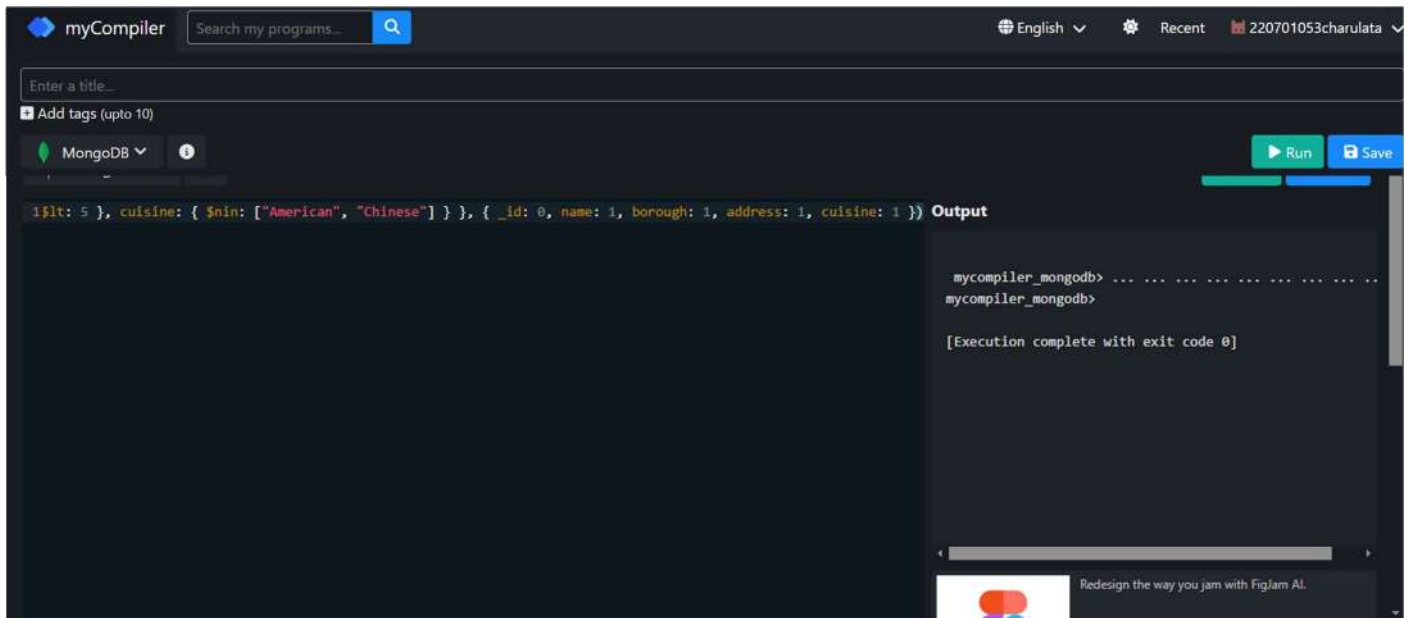 myCompiler
Search my programs...
English
Recent
220701053charulata
Enter a title...
Add tags (upto 10)
MongoDB
Run
Save
1$lt: 5 }, cuisine: { $nin: ["American", "Chinese"] } }, { _id: 0, name: 1, borough: 1, address: 1, cuisine: 1 })
Output
mycompiler_mongodb> ... ... ... ... ... ... ... ... ..
mycompiler_mongodb>
[Execution complete with exit code 0]
Redesign the way you jam with FigJam AI.